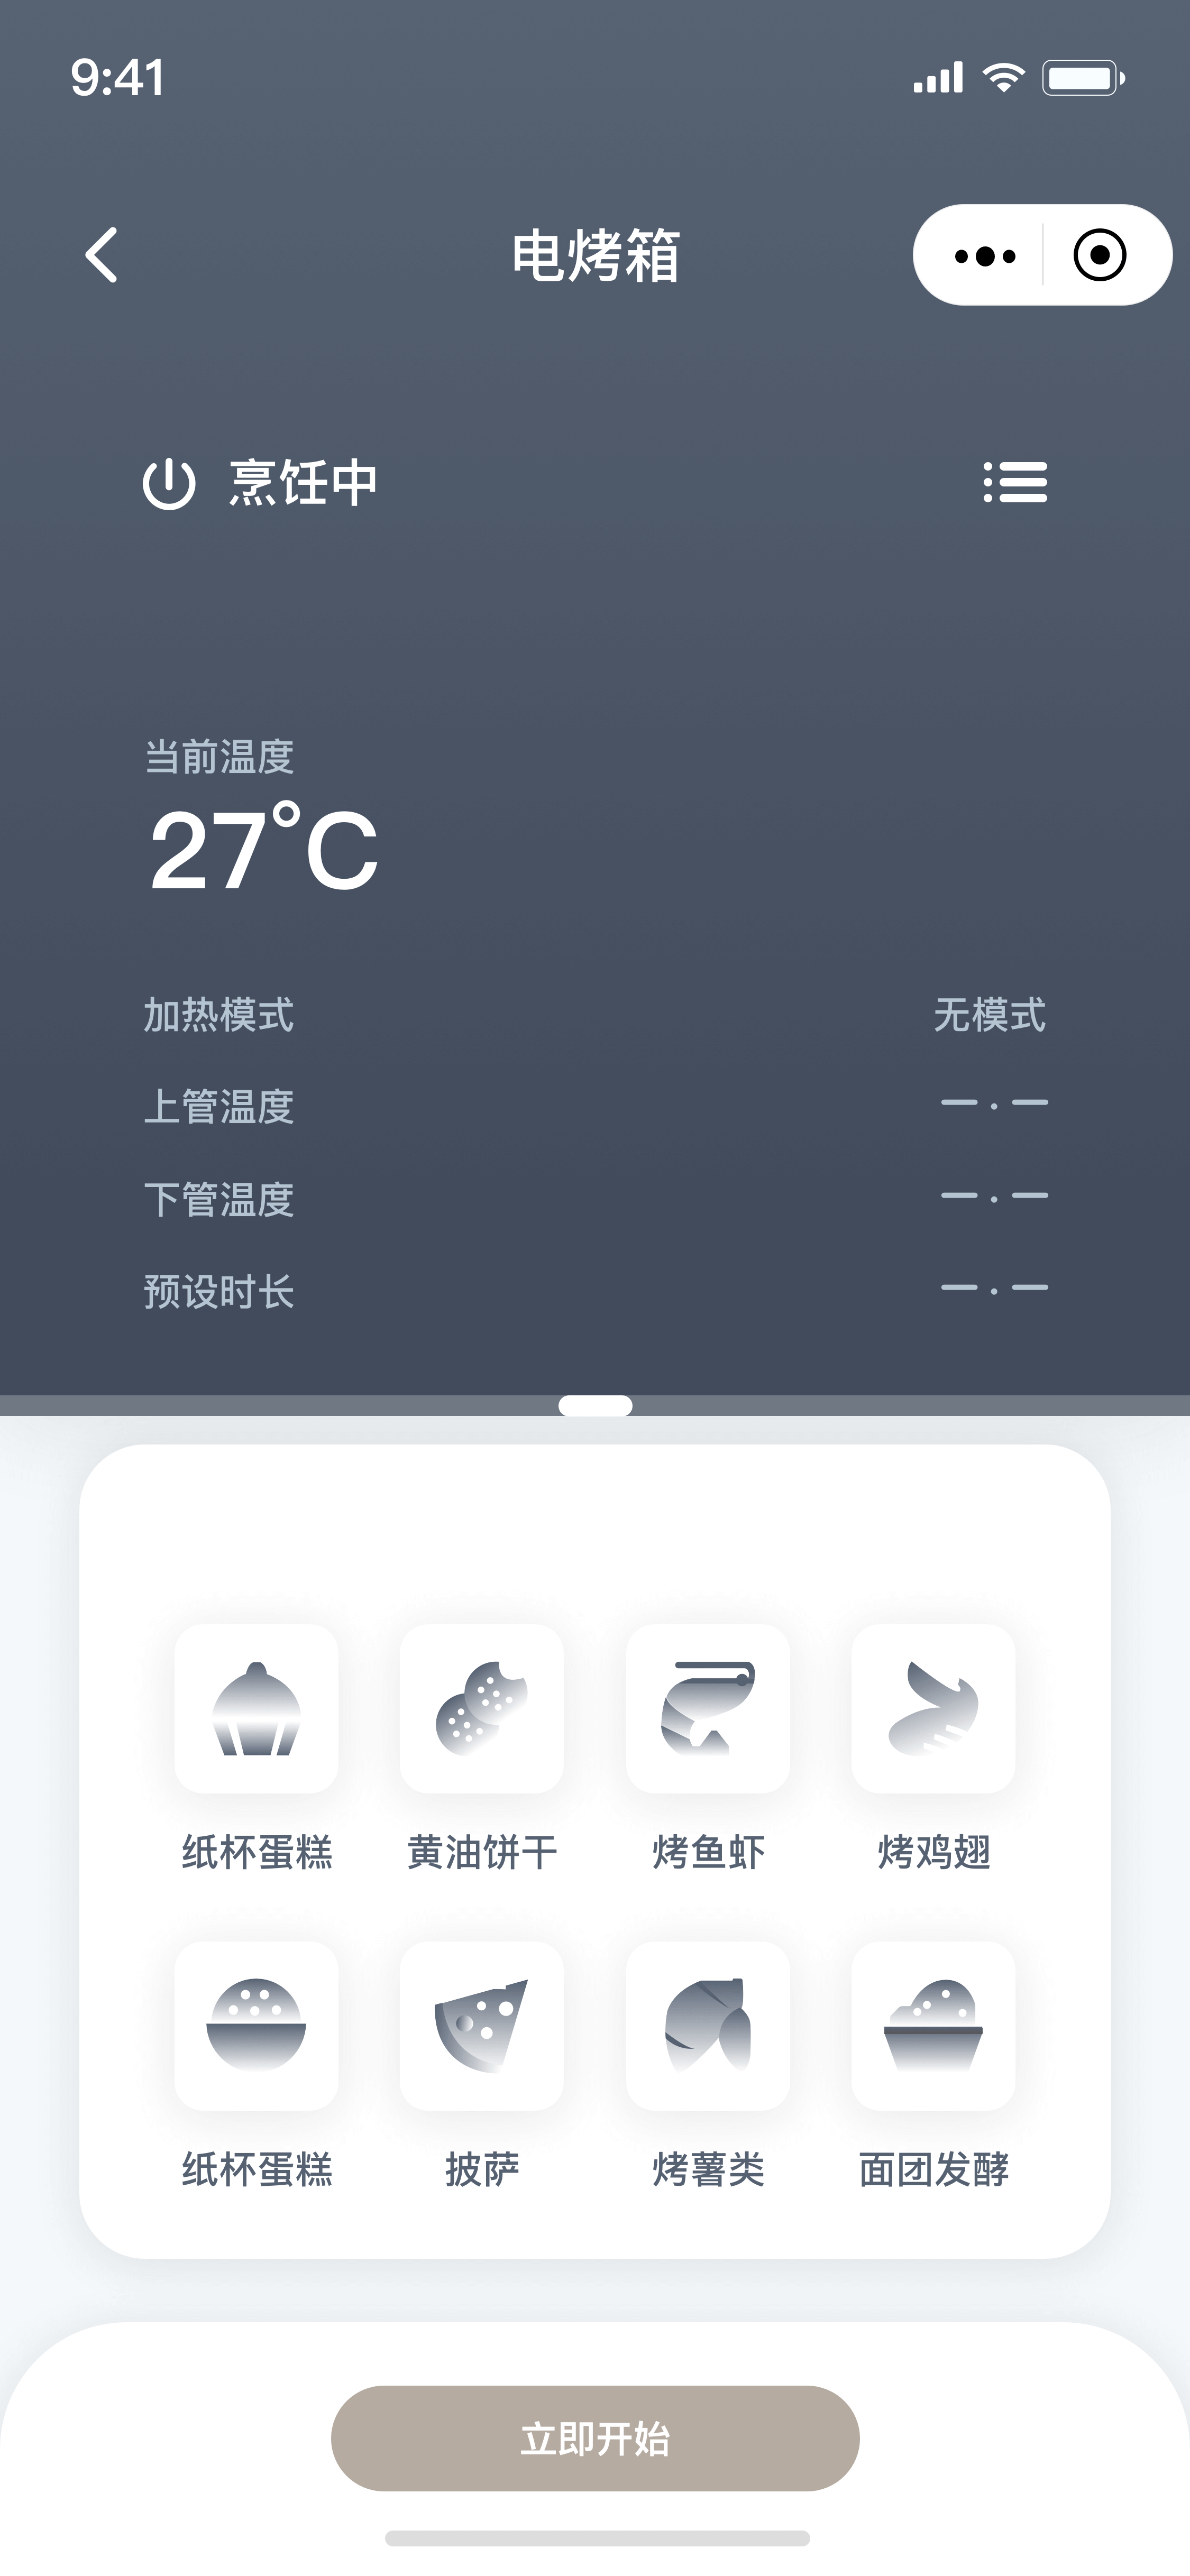 9:41
电烤箱
烹饪中
当前温度
27°C
加热模式 无模式
上管温度 — . —
下管温度 — . —
预设时长 — . —
纸杯蛋糕 黄油饼干 烤鱼虾 烤鸡翅
纸杯蛋糕 披萨 烤薯类 面团发酵
立即开始